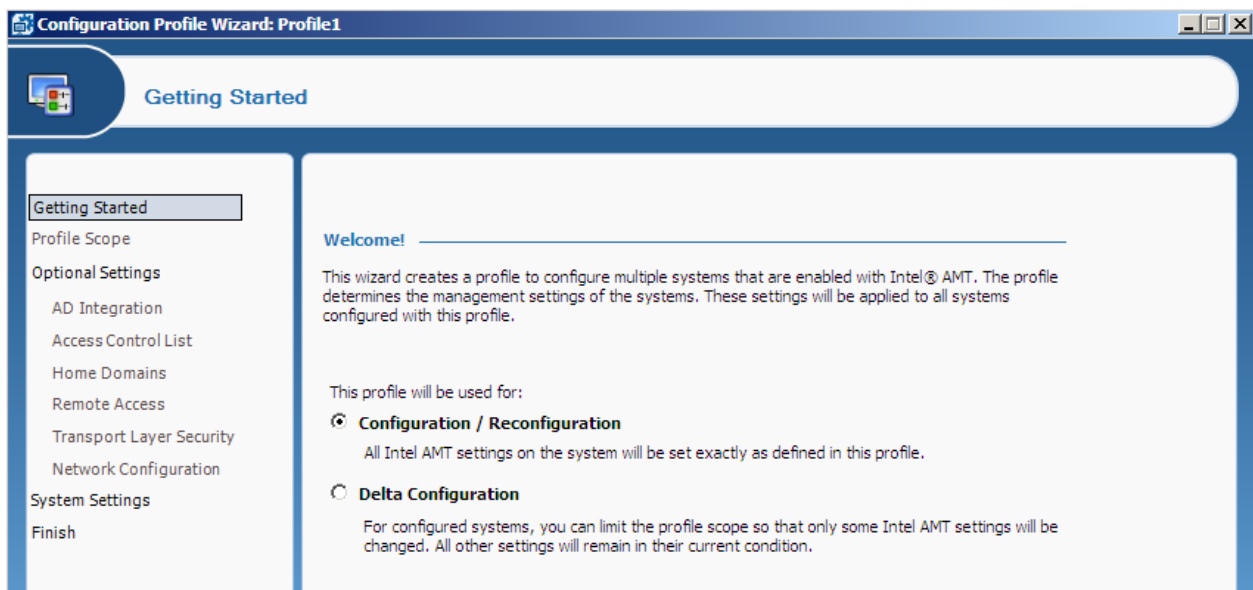 Configuration Profile Wizard: Profile1
Getting Started
Getting Started
Profile Scope
Optional Settings
AD Integration
Access Control List
Home Domains
Remote Access
Transport Layer Security
Network Configuration
System Settings
Finish
Welcome!
This wizard creates a profile to configure multiple systems that are enabled with Intel® AMT. The profile
determines the management settings of the systems. These settings will be applied to all systems
configured with this profile.
This profile will be used for:
Configuration / Reconfiguration
All Intel AMT settings on the system will be set exactly as defined in this profile.
Delta Configuration
For configured systems, you can limit the profile scope so that only some Intel AMT settings will be
changed. All other settings will remain in their current condition.